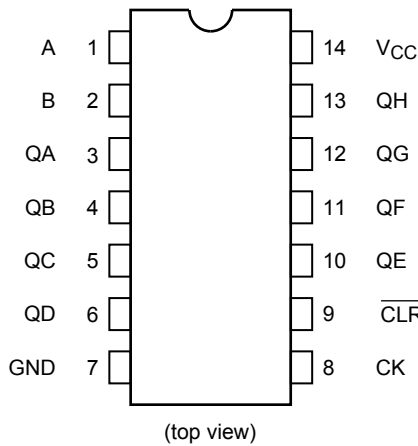 A 1 14 VCC
B 2 13 QH
QA 3 12 QG
QB 4 11 QF
QC 5 10 QE
QD 6 9 CLR
GND 7 8 CK
(top view)